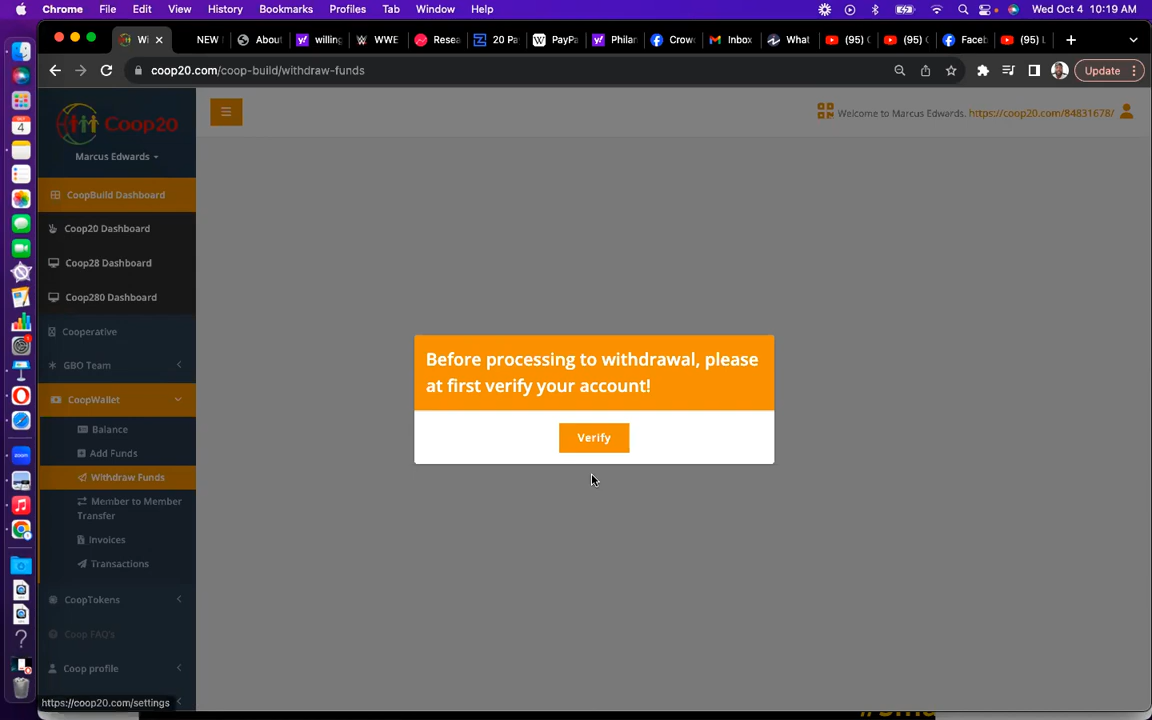 Chrome File Edit View History Bookmarks Profiles Tab Window Help Wed Oct 4 10:19 AM
Wi NEW Abou willing WWE Resea 20 Pa PayPa Philan Crow Inbox What (95) (95) Faceb (95) L
coop20.com/coop-build/withdraw-funds Update
Coop20
Marcus Edwards
Welcome to Marcus Edwards. https://coop20.com/84831678/
CoopBuild Dashboard
Coop20 Dashboard
Coop28 Dashboard
Coop280 Dashboard
Cooperative
GBO Team
CoopWallet
Balance
Add Funds
Withdraw Funds
Member to Member
Transfer
Invoices
Transactions
CoopTokens
Coop FAQ's
Coop profile
https://coop20.com/settings
Before processing to withdrawal, please
at first verify your account!
Verify
zoom